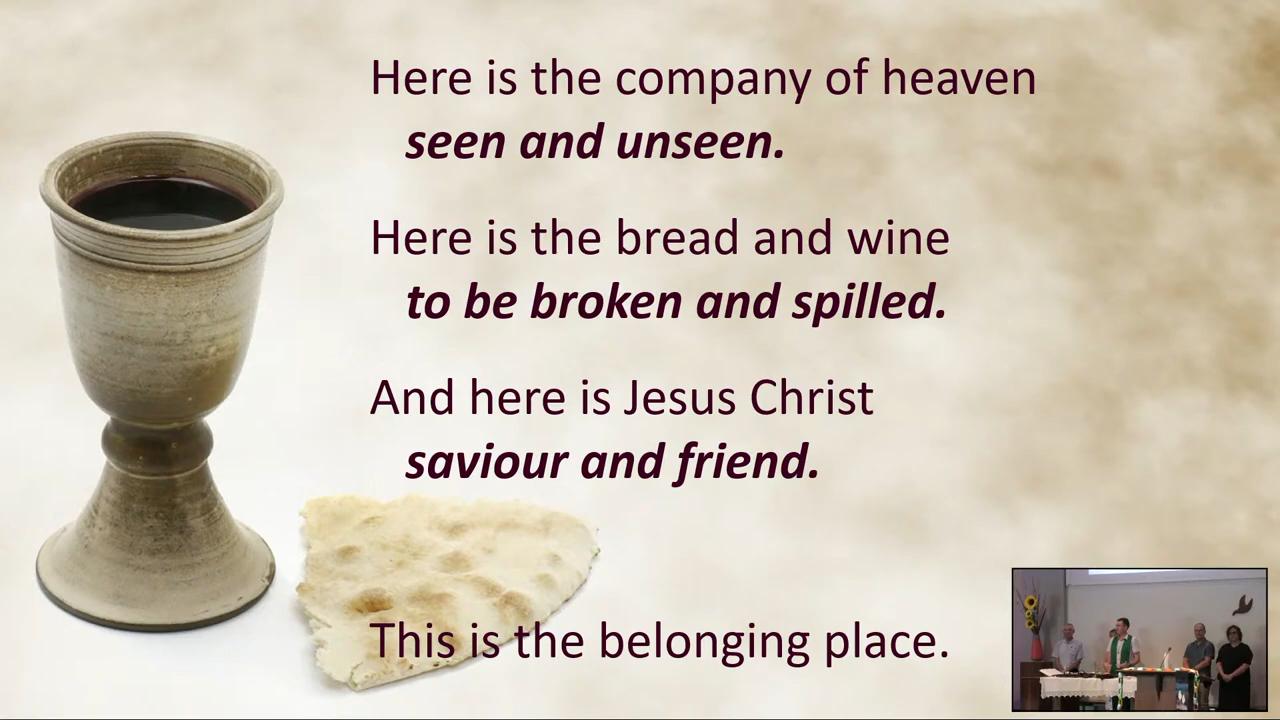 Here is the company of heaven
seen and unseen.
Here is the bread and wine
to be broken and spilled.
And here is Jesus Christ
saviour and friend.
This is the belonging place.